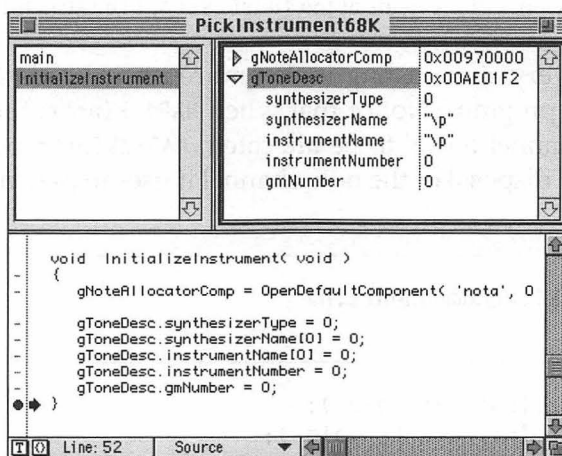 PickInstrument68K
main
InitializeInstrument
gNoteAllocatorComp 0x00970000
gToneDesc 0x00AE01F2
synthesizerType 0
synthesizerName "\p"
instrumentName "\p"
instrumentNumber 0
gmNumber 0
void InitializeInstrument( void )
{
gNoteAllocatorComp = OpenDefaultComponent( 'nota', 0
gToneDesc.synthesizerType = 0;
gToneDesc.synthesizerName[0] = 0;
gToneDesc.instrumentName[0] = 0;
gToneDesc.instrumentNumber = 0;
gToneDesc.gmNumber = 0;
}
Line: 52 Source